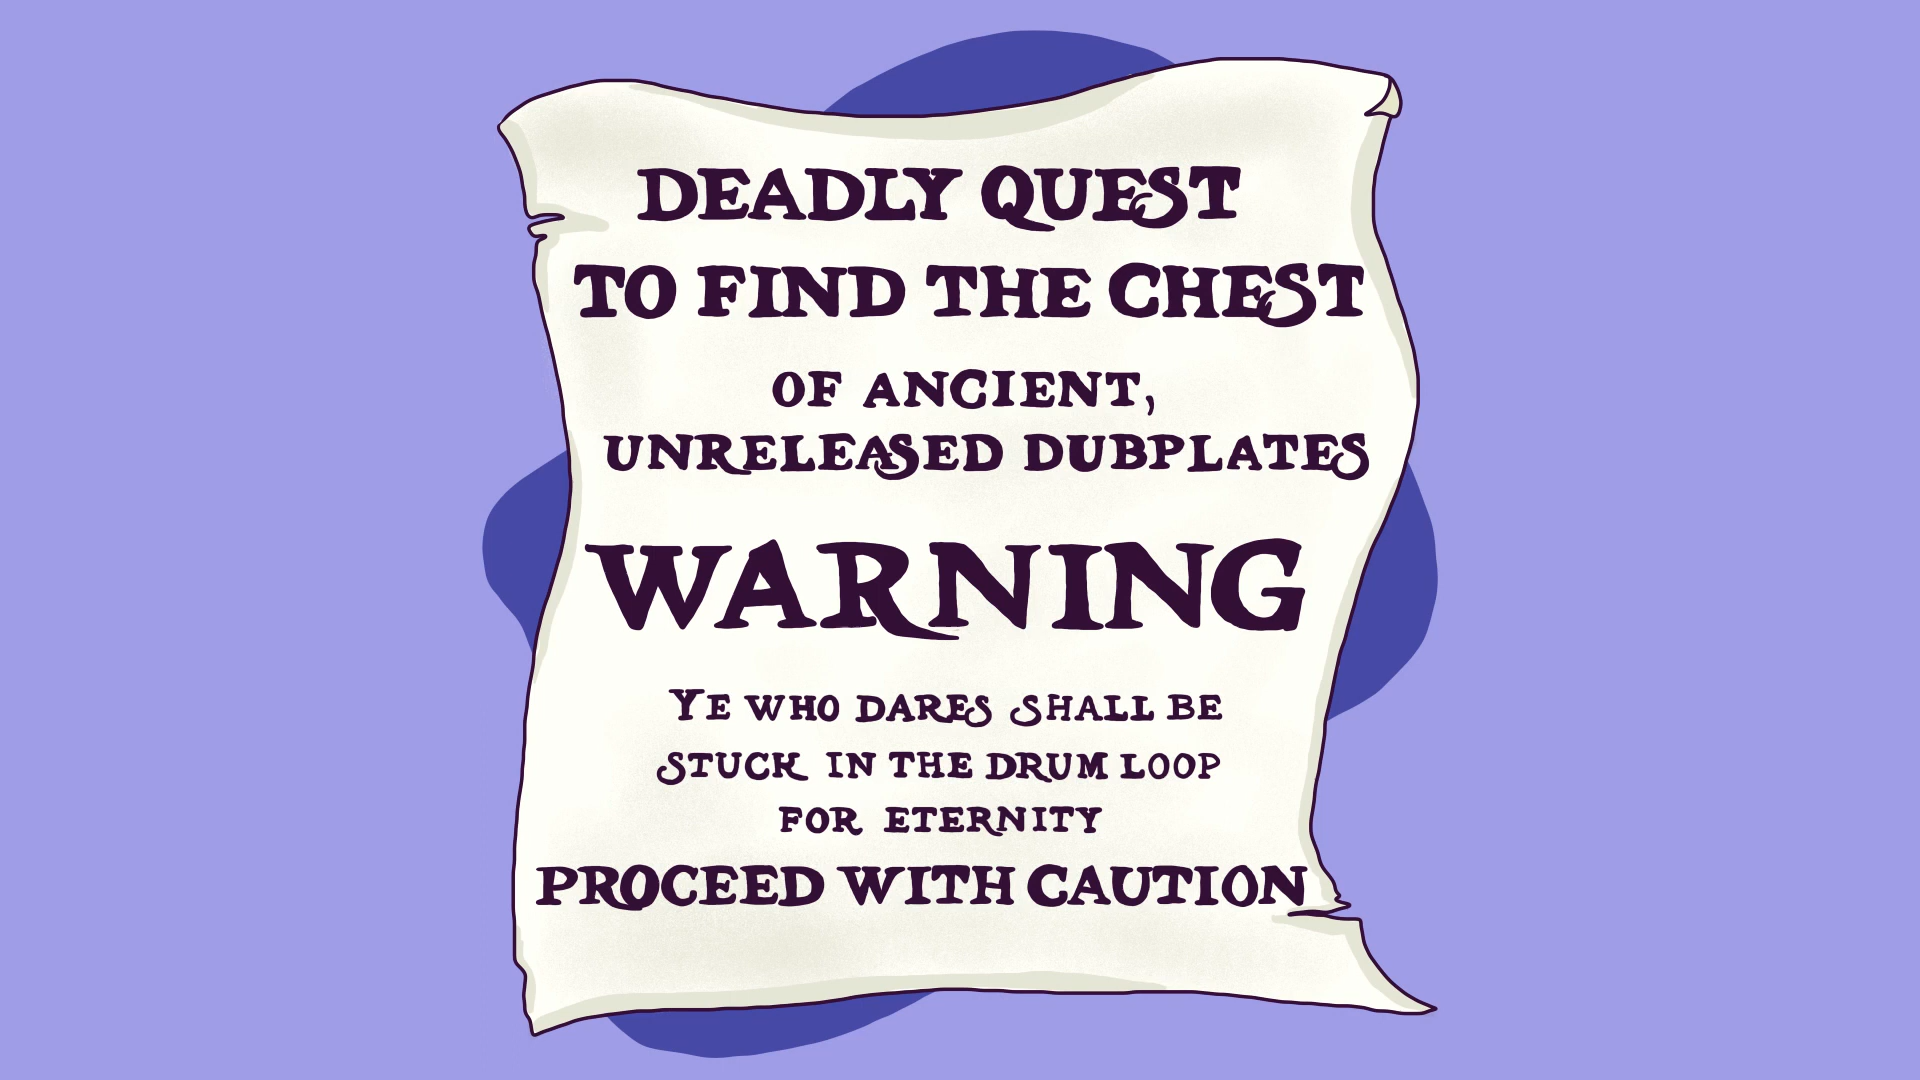 DEADLY QUEST
TO FIND THE CHEST
OF ANCIENT,
UNRELEASED DUBPLATES
WARNING
YE WHO DARES SHALL BE
STUCK IN THE DRUM LOOP
FOR ETERNITY
PROCEED WITH CAUTION